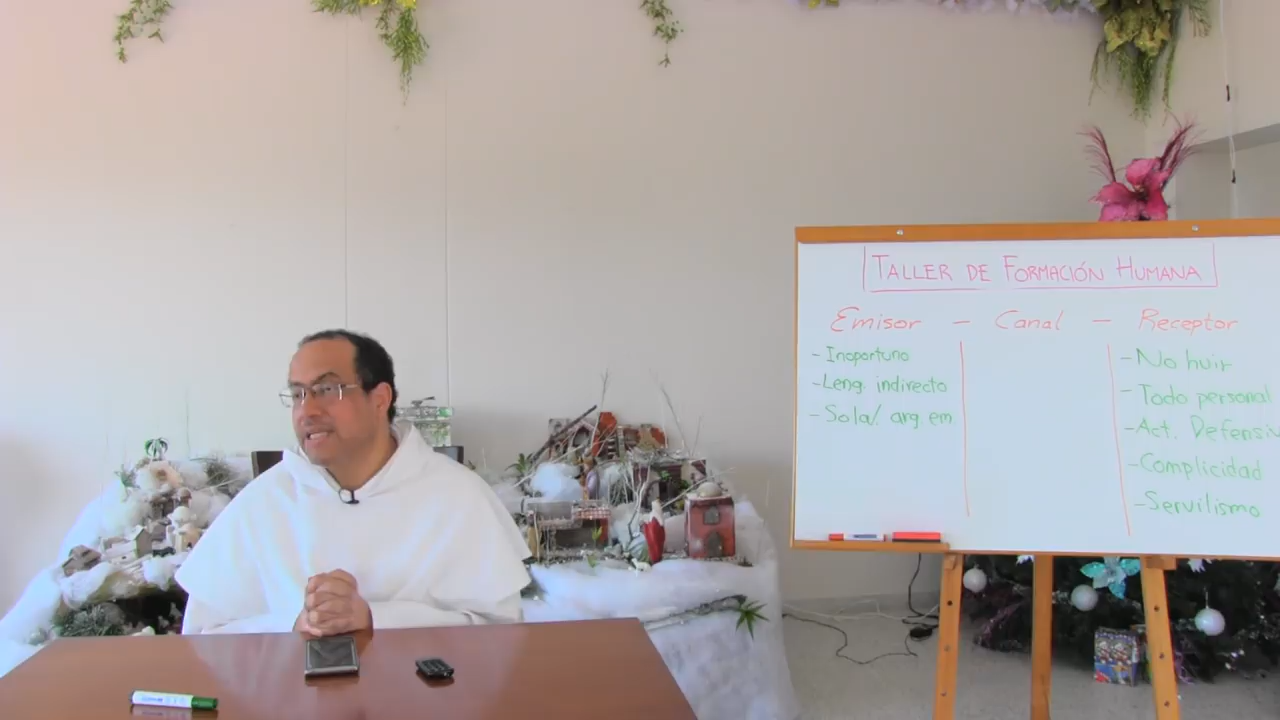 TALLER DE FORMACIÓN HUMANA
Emisor - Canal - Receptor
- Inoportuno
- Leng. indirecto
- Sola/. arg em
- No huir
- Todo personal
- Act. Defensiv
- Complicidad
- Servilismo